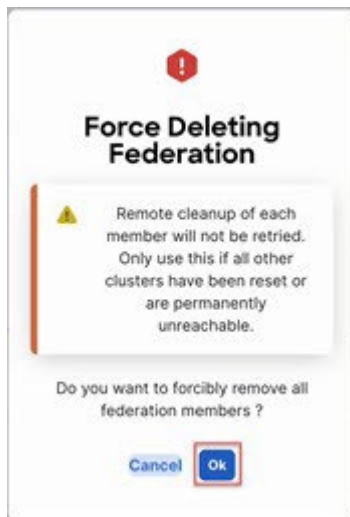 Force Deleting
Federation
Remote cleanup of each
member will not be retried.
Only use this if all other
clusters have been reset or
are permanently
unreachable.
Do you want to forcibly remove all
federation members ?
Cancel Ok